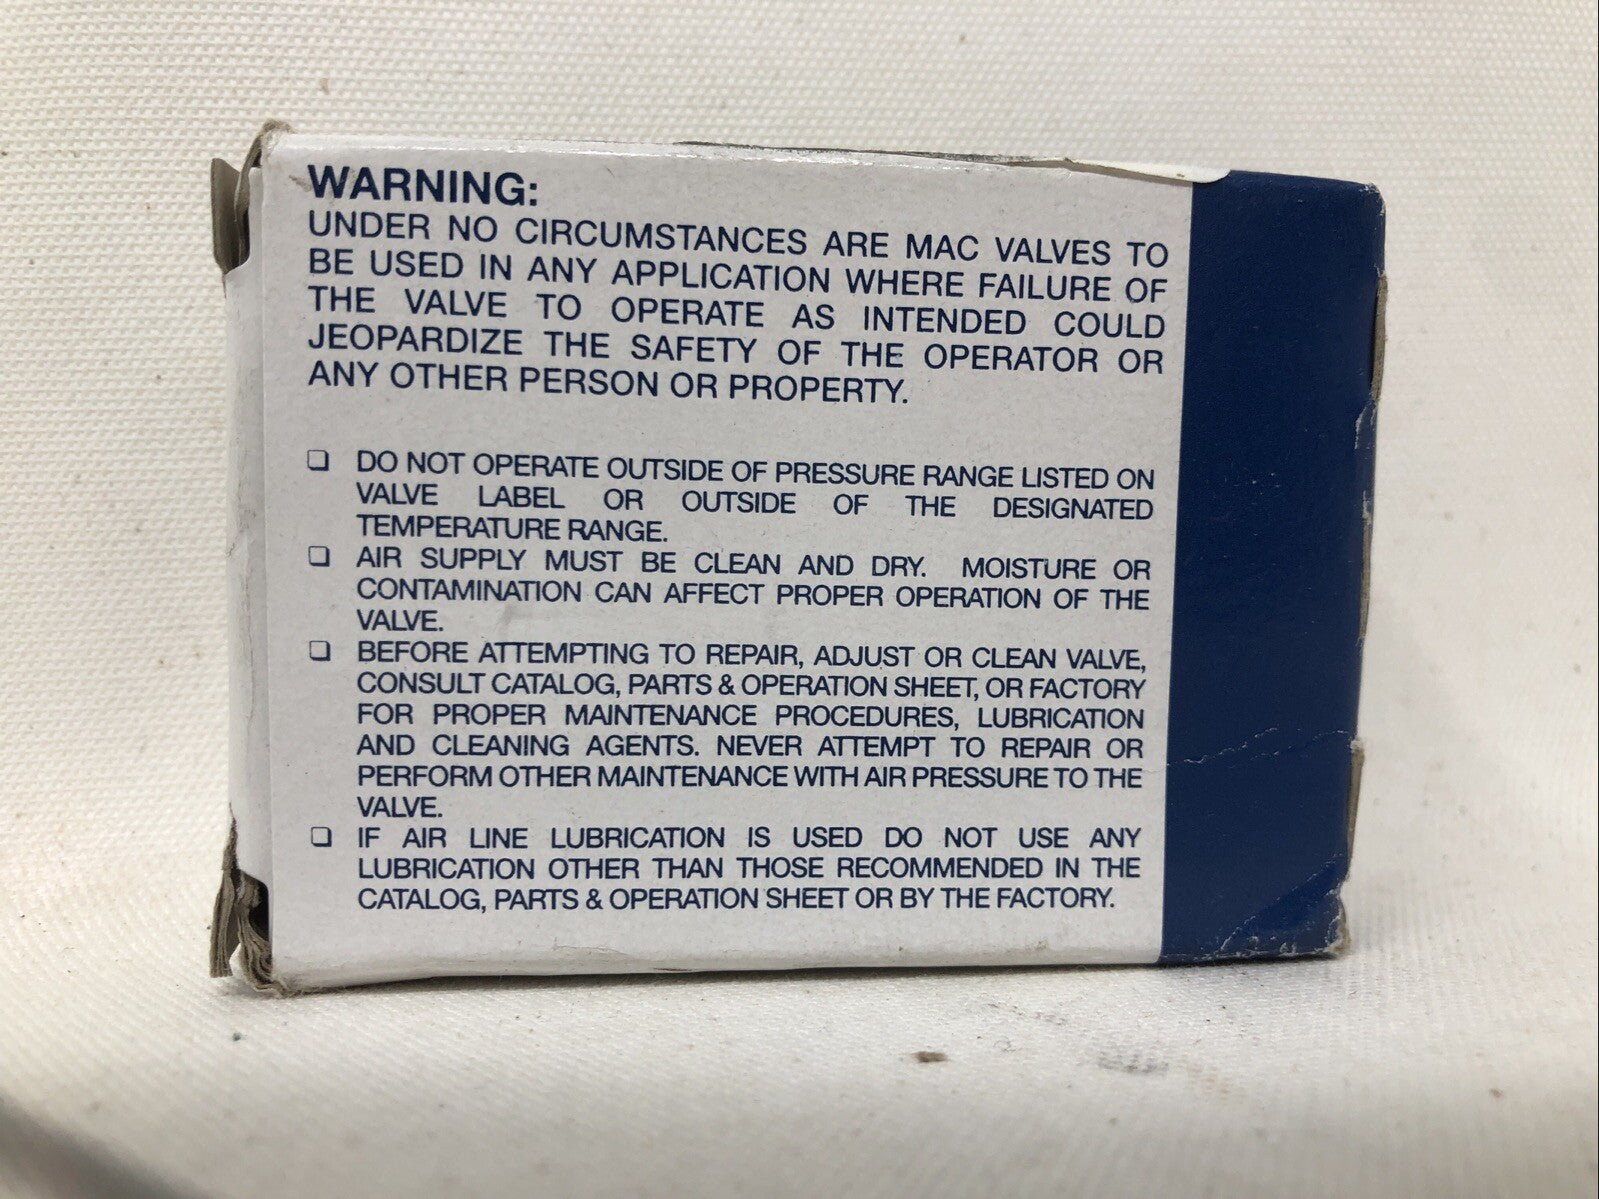 WARNING:
UNDER NO CIRCUMSTANCES ARE MAC VALVES TO
BE USED IN ANY APPLICATION WHERE FAILURE OF
THE VALVE TO OPERATE AS INTENDED COULD
JEOPARDIZE THE SAFETY OF THE OPERATOR OR
ANY OTHER PERSON OR PROPERTY.
❏ DO NOT OPERATE OUTSIDE OF PRESSURE RANGE LISTED ON
VALVE LABEL OR OUTSIDE OF THE DESIGNATED
TEMPERATURE RANGE.
❏ AIR SUPPLY MUST BE CLEAN AND DRY. MOISTURE OR
CONTAMINATION CAN AFFECT PROPER OPERATION OF THE
VALVE.
❏ BEFORE ATTEMPTING TO REPAIR, ADJUST OR CLEAN VALVE,
CONSULT CATALOG, PARTS & OPERATION SHEET, OR FACTORY
FOR PROPER MAINTENANCE PROCEDURES, LUBRICATION
AND CLEANING AGENTS. NEVER ATTEMPT TO REPAIR OR
PERFORM OTHER MAINTENANCE WITH AIR PRESSURE TO THE
VALVE.
❏ IF AIR LINE LUBRICATION IS USED DO NOT USE ANY
LUBRICATION OTHER THAN THOSE RECOMMENDED IN THE
CATALOG, PARTS & OPERATION SHEET OR BY THE FACTORY.